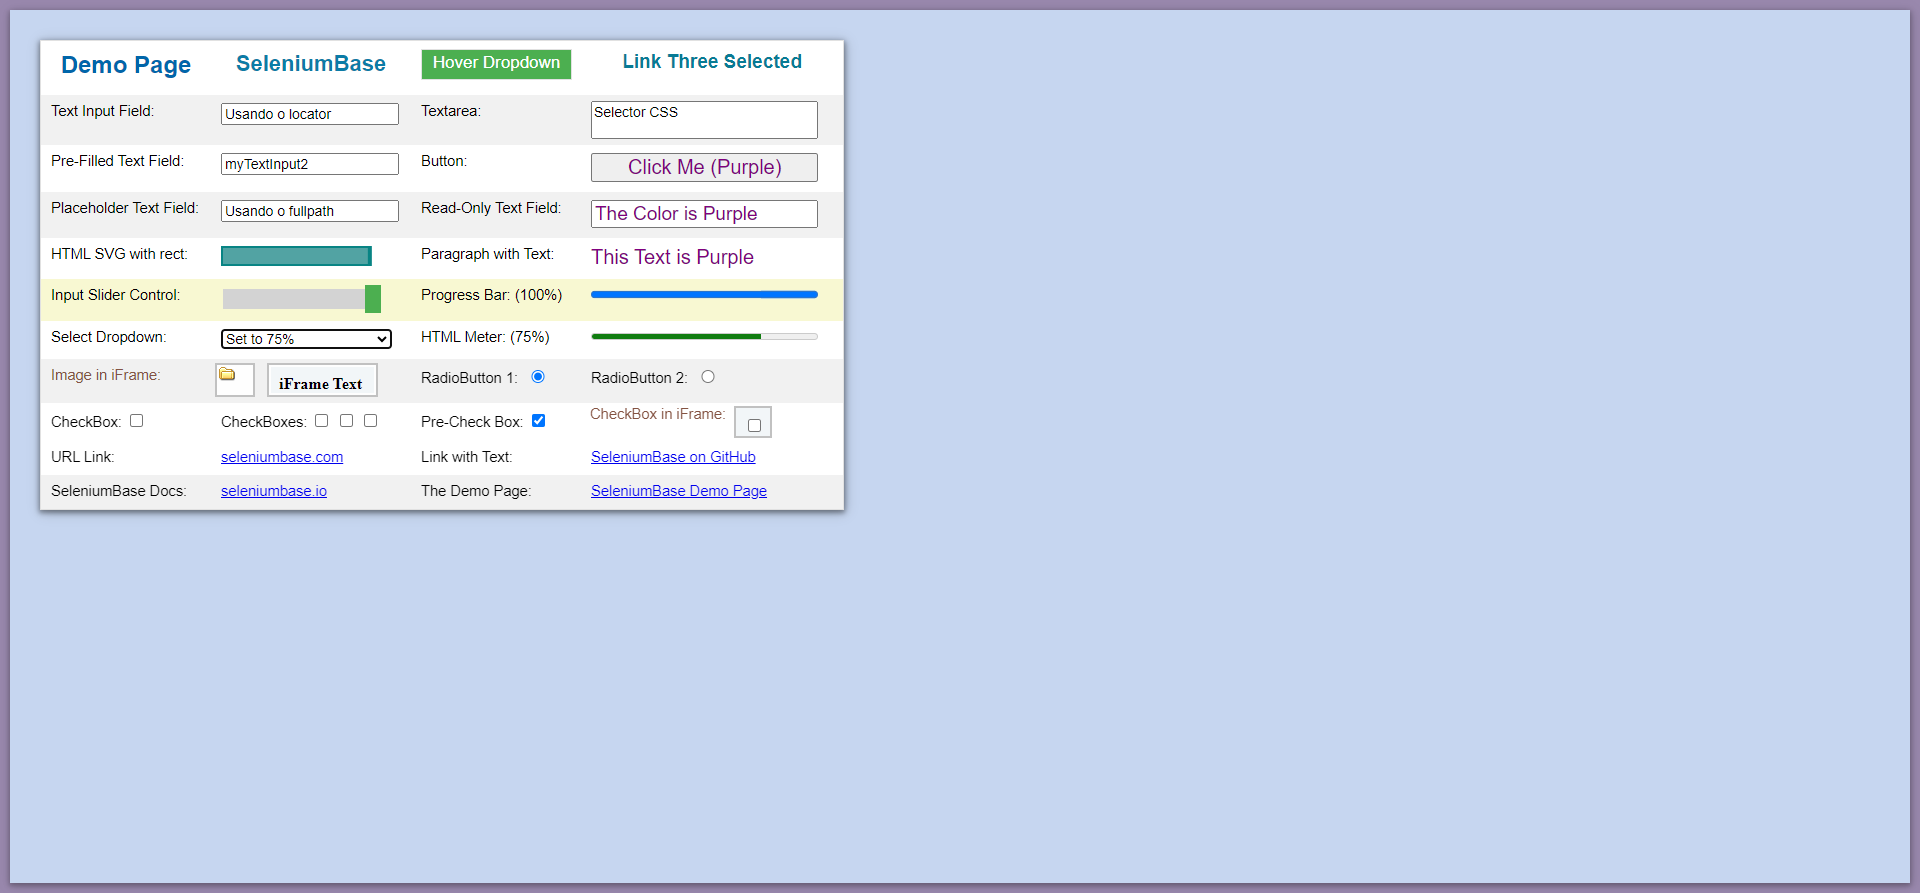 Demo Page SeleniumBase Hover Dropdown Link Three Selected
Text Input Field: Usando o locator Textarea: Selector CSS
Pre-Filled Text Field: myTextInput2 Button: Click Me (Purple)
Placeholder Text Field: Usando o fullpath Read-Only Text Field: The Color is Purple
HTML SVG with rect: Paragraph with Text: This Text is Purple
Input Slider Control: Progress Bar: (100%)
Select Dropdown: Set to 75% HTML Meter: (75%)
Image in iFrame: iFrame Text RadioButton 1: RadioButton 2:
CheckBox: CheckBoxes: Pre-Check Box: CheckBox in iFrame:
URL Link: seleniumbase.com Link with Text: SeleniumBase on GitHub
SeleniumBase Docs: seleniumbase.io The Demo Page: SeleniumBase Demo Page